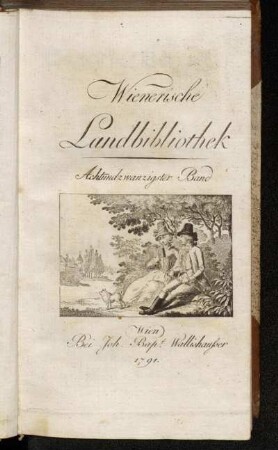 Wienerische
Landbibliothek
Achtundzwanzigster Band
Wien
Bei Joh. Bapt. Wallishaußer
1791.